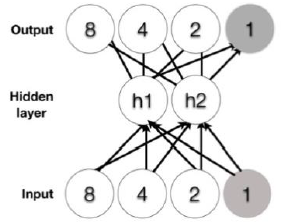 Output 8 4 2 1
Hidden
layer h1 h2
Input 8 4 2 1